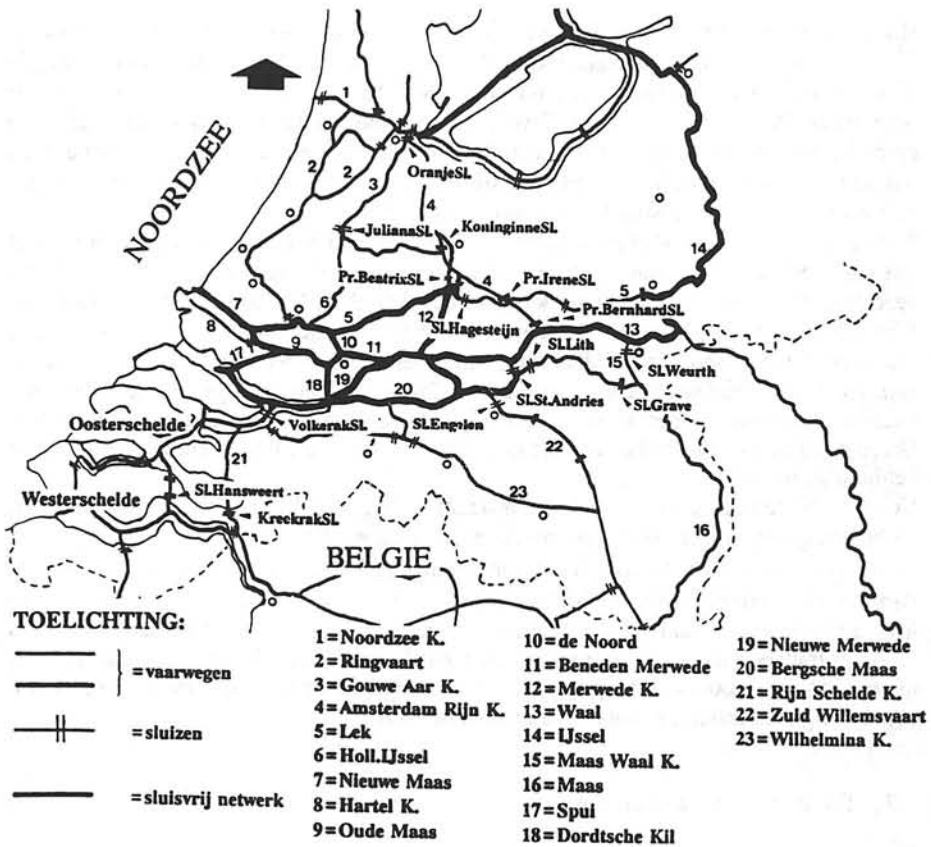 NOORDZEE
1
2
2
3
OranjeSL
4
JulianaSL
KoninginneSL
14
Pr.BeatrixSL
4
Pr.IreneSL
5
Pr.BernhardSL
7
6
5
SLHagesteijn
12
13
8
9
10
11
SLLith
15
SLWeurth
17
18
19
20
SLSt.Andries
SLGrave
VolkerakSL
SLEngelen
Oosterschelde
21
22
SLHansweert
23
Westerschelde
KreekrakSL
16
BELGIE
TOELICHTING:
= vaarwegen
= sluizen
= sluisvrij netwerk
1 = Noordzee K.
2 = Ringvaart
3 = Gouwe Aar K.
4 = Amsterdam Rijn K.
5 = Lek
6 = Holl.IJssel
7 = Nieuwe Maas
8 = Hartel K.
9 = Oude Maas
10 = de Noord
11 = Beneden Merwede
12 = Merwede K.
13 = Waal
14 = IJssel
15 = Maas Waal K.
16 = Maas
17 = Spui
18 = Dordtsche Kil
19 = Nieuwe Merwede
20 = Bergsche Maas
21 = Rijn Schelde K.
22 = Zuid Willemsvaart
23 = Wilhelmina K.